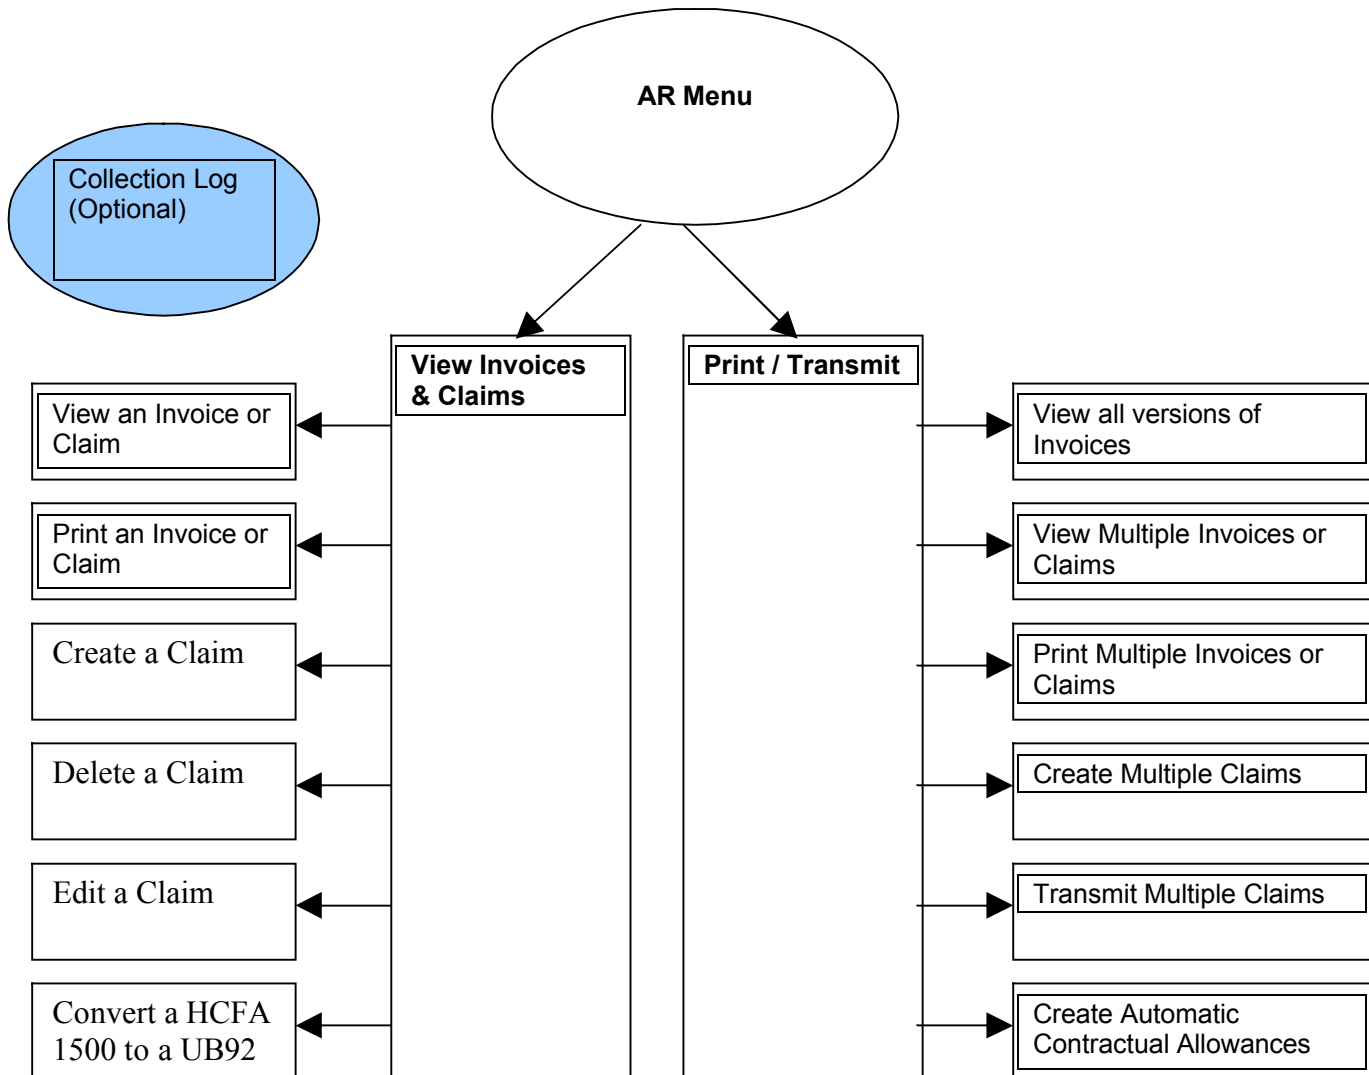 AR Menu
Collection Log
(Optional)
View Invoices
& Claims
Print / Transmit
View an Invoice or
Claim
View all versions of
Invoices
Print an Invoice or
Claim
View Multiple Invoices or
Claims
Create a Claim
Print Multiple Invoices or
Claims
Delete a Claim
Create Multiple Claims
Edit a Claim
Transmit Multiple Claims
Convert a HCFA
1500 to a UB92
Create Automatic
Contractual Allowances